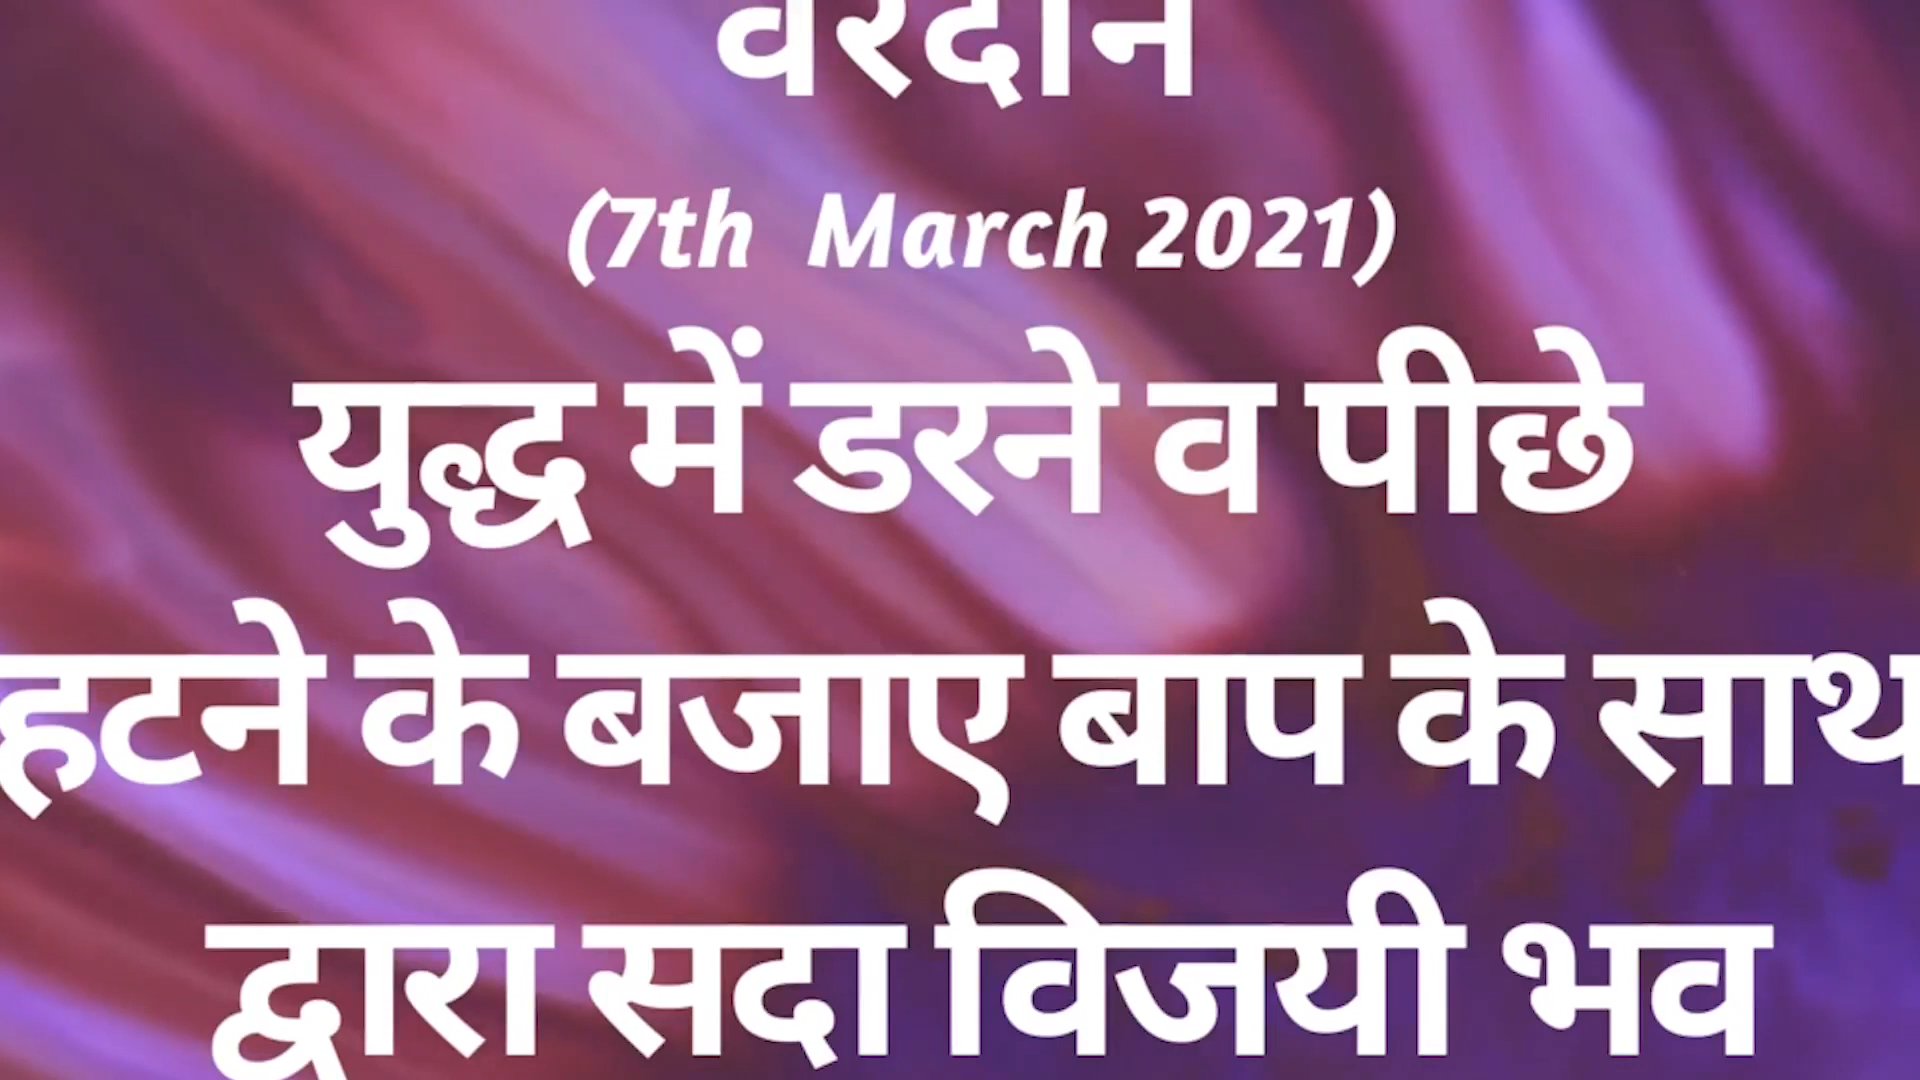 वरदान
(7th March 2021)
युद्ध में डरने व पीछे
हटने के बजाए बाप के साथ
द्वारा सदा विजयी भव